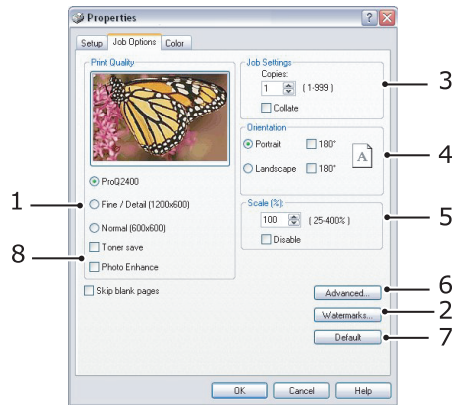 Properties
Setup Job Options Color
Print Quality
ProQ2400
Fine / Detail (1200x600)
Normal (600x600)
Toner save
Photo Enhance
Skip blank pages
Job Settings
Copies:
1 ( 1-999 )
Collate
Orientation
Portrait 180°
Landscape 180°
A
Scale (%):
100 ( 25-400% )
Disable
Advanced...
Watermarks...
Default
OK Cancel Help
1
8
3
4
5
6
2
7